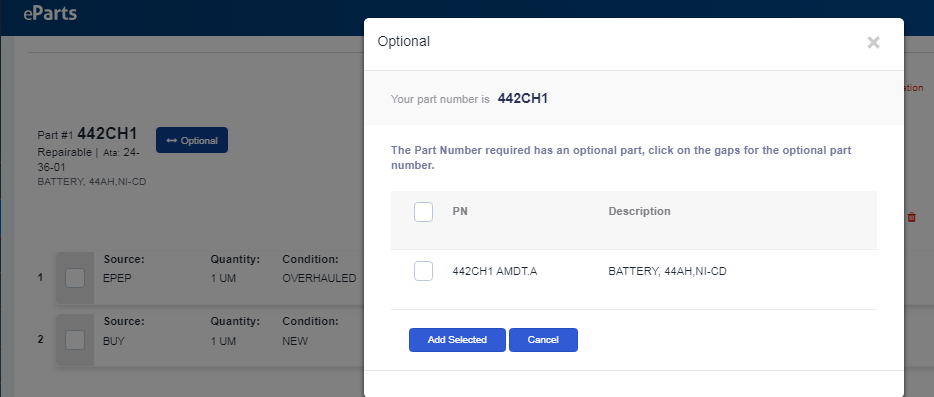 eParts
Optional
×
Your part number is 442CH1
Part #1 442CH1
Optional
Repairable | Ata: 24-
36-01
BATTERY, 44AH,NI-CD
The Part Number required has an optional part, click on the gaps for the optional part
number.
PN Description
442CH1 AMDT.A BATTERY, 44AH,NI-CD
Source: Quantity: Condition:
1 EPEP 1 UM OVERHAULED
Source: Quantity: Condition:
2 BUY 1 UM NEW
Add Selected Cancel